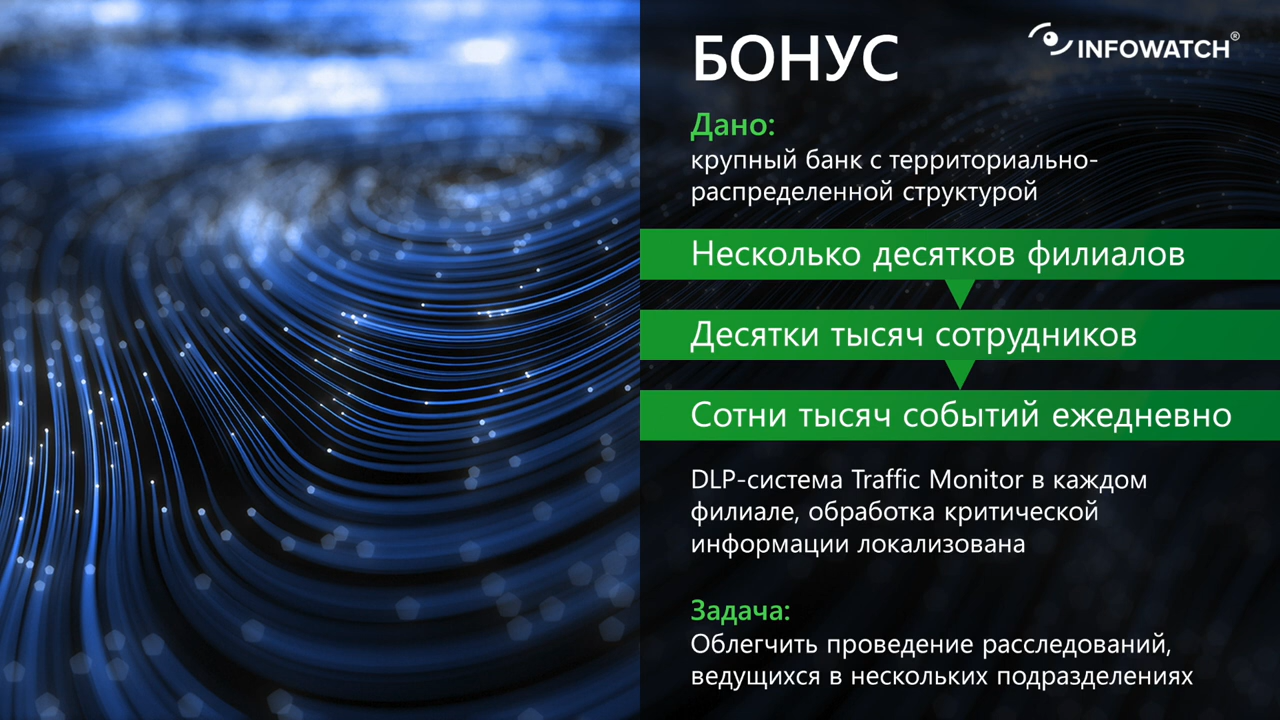 БОНУС
INFOWATCH®
Дано:
крупный банк с территориально-
распределенной структурой
Несколько десятков филиалов
Десятки тысяч сотрудников
Сотни тысяч событий ежедневно
DLP-система Traffic Monitor в каждом
филиале, обработка критической
информации локализована
Задача:
Облегчить проведение расследований,
ведущихся в нескольких подразделениях